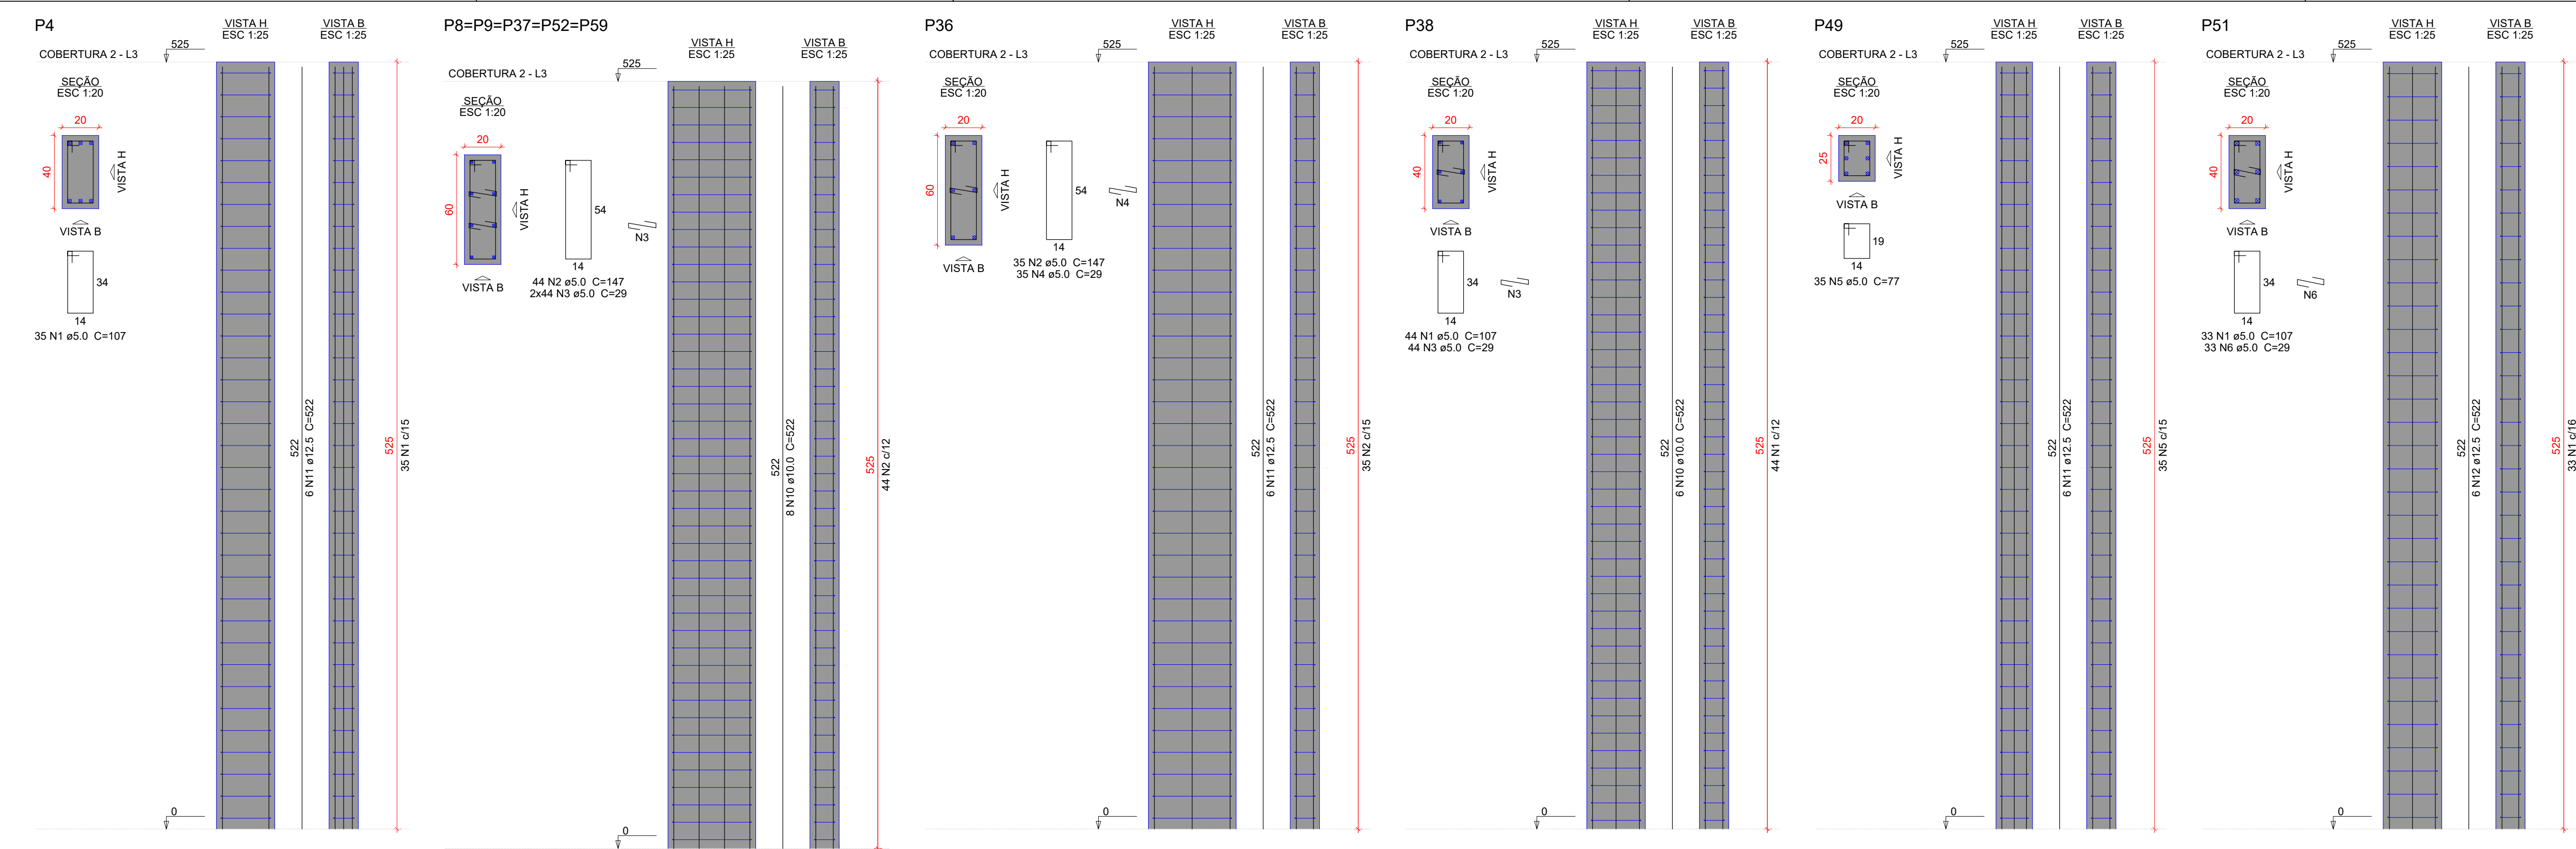 P4
VISTA H
ESC 1:25
VISTA B
ESC 1:25
COBERTURA 2 - L3
525
SEÇÃO
ESC 1:20
20
40
VISTA H
VISTA B
34
14
35 N1 ø5.0  C=107
522
6 N11 ø12.5  C=522
525
35 N1 c/15
0
P8=P9=P37=P52=P59
VISTA H
ESC 1:25
VISTA B
ESC 1:25
COBERTURA 2 - L3
525
SEÇÃO
ESC 1:20
20
60
VISTA H
VISTA B
54
14
N3
44 N2 ø5.0  C=147
2x44 N3 ø5.0  C=29
522
8 N10 ø10.0  C=522
525
44 N2 c/12
0
P36
VISTA H
ESC 1:25
VISTA B
ESC 1:25
COBERTURA 2 - L3
525
SEÇÃO
ESC 1:20
20
60
VISTA H
VISTA B
54
14
N4
35 N2 ø5.0  C=147
35 N4 ø5.0  C=29
522
6 N11 ø12.5  C=522
525
35 N2 c/15
0
P38
VISTA H
ESC 1:25
VISTA B
ESC 1:25
COBERTURA 2 - L3
525
SEÇÃO
ESC 1:20
20
40
VISTA H
VISTA B
34
14
N3
44 N1 ø5.0  C=107
44 N3 ø5.0  C=29
522
6 N10 ø10.0  C=522
525
44 N1 c/12
0
P49
VISTA H
ESC 1:25
VISTA B
ESC 1:25
COBERTURA 2 - L3
525
SEÇÃO
ESC 1:20
20
25
VISTA H
VISTA B
19
14
35 N5 ø5.0  C=77
522
6 N11 ø12.5  C=522
525
35 N5 c/15
0
P51
VISTA H
ESC 1:25
VISTA B
ESC 1:25
COBERTURA 2 - L3
525
SEÇÃO
ESC 1:20
20
40
VISTA H
VISTA B
34
14
N6
33 N1 ø5.0  C=107
33 N6 ø5.0  C=29
522
6 N12 ø12.5  C=522
525
33 N1 c/16
0